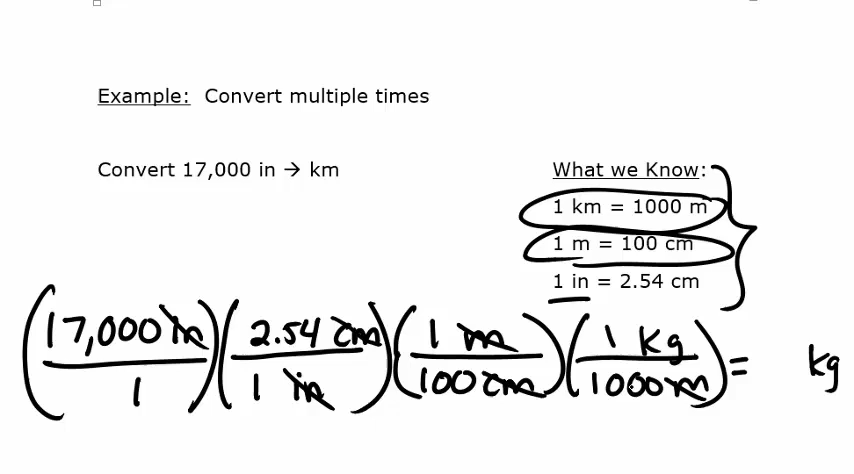 Example: Convert multiple times
Convert 17,000 in → km
What we Know:
1 km = 1000 m
1 m = 100 cm
1 in = 2.54 cm
(17,000 in / 1)(2.54 cm / 1 in)(1 m / 100 cm)(1 kg / 1000 m) = kg